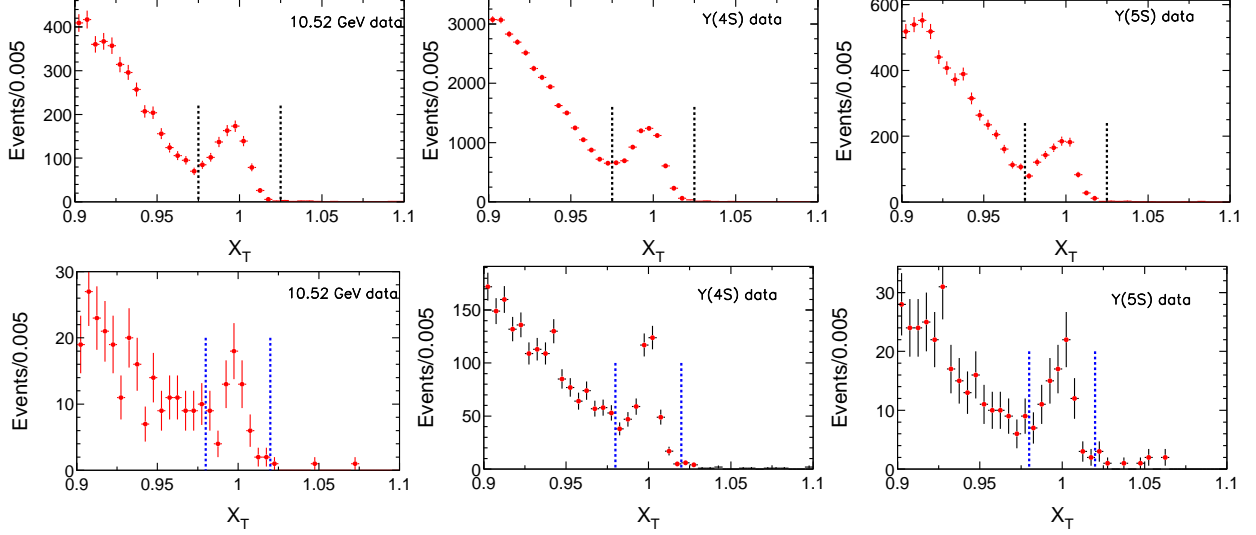 10.52 GeV data
Events/0.005
400
300
200
100
0
0.9 0.95 1 1.05 1.1
X_T
Y(4S) data
Events/0.005
3000
2000
1000
0
0.9 0.95 1 1.05 1.1
X_T
Y(5S) data
Events/0.005
600
400
200
0
0.9 0.95 1 1.05 1.1
X_T
10.52 GeV data
Events/0.005
30
20
10
0
0.9 0.95 1 1.05 1.1
X_T
Y(4S) data
Events/0.005
150
100
50
0
0.9 0.95 1 1.05 1.1
X_T
Y(5S) data
Events/0.005
30
20
10
0
0.9 0.95 1 1.05 1.1
X_T